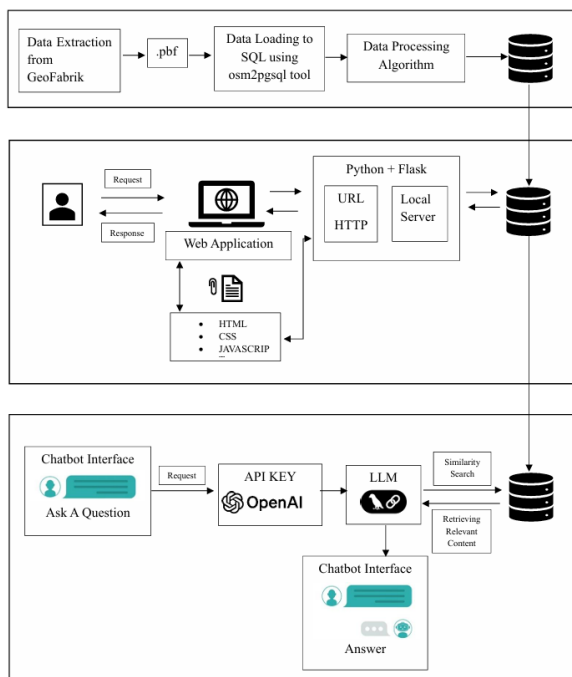 Data Extraction
from
GeoFabrik
.pbf
Data Loading to
SQL using
osm2pgsql tool
Data Processing
Algorithm
Request
Response
Web Application
Python + Flask
URL
HTTP
Local
Server
• HTML
• CSS
• JAVASCRIP
Chatbot Interface
Ask A Question
Request
API KEY
OpenAI
LLM
Similarity
Search
Retrieving
Relevant
Content
Chatbot Interface
Answer